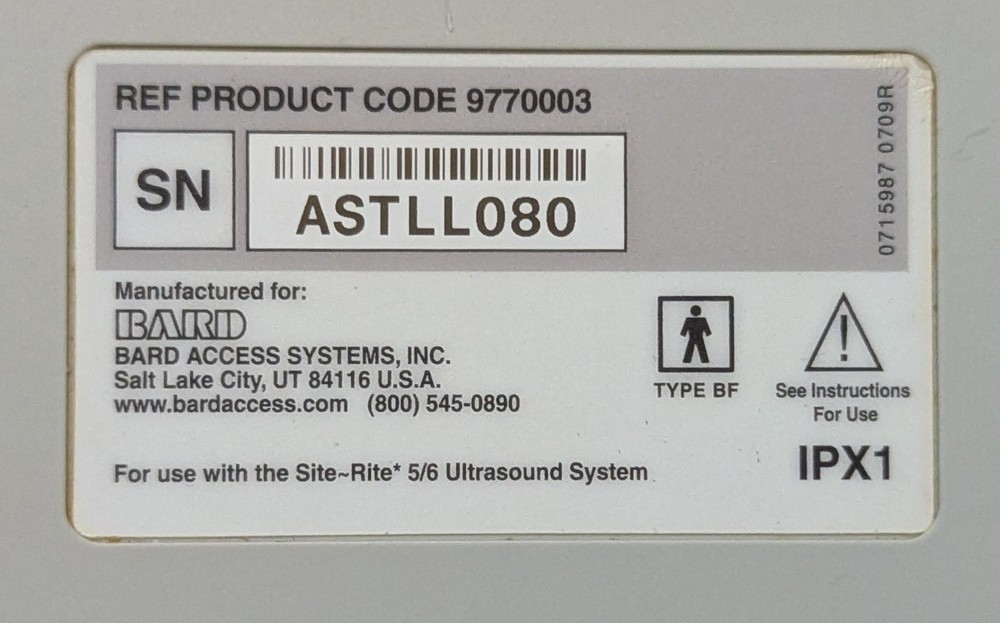 REF PRODUCT CODE 9770003
SN
ASTLL080
0715987 0709R
Manufactured for:
BARD
BARD ACCESS SYSTEMS, INC.
Salt Lake City, UT 84116 U.S.A.
www.bardaccess.com (800) 545-0890
For use with the Site~Rite* 5/6 Ultrasound System
TYPE BF
See Instructions
For Use
IPX1